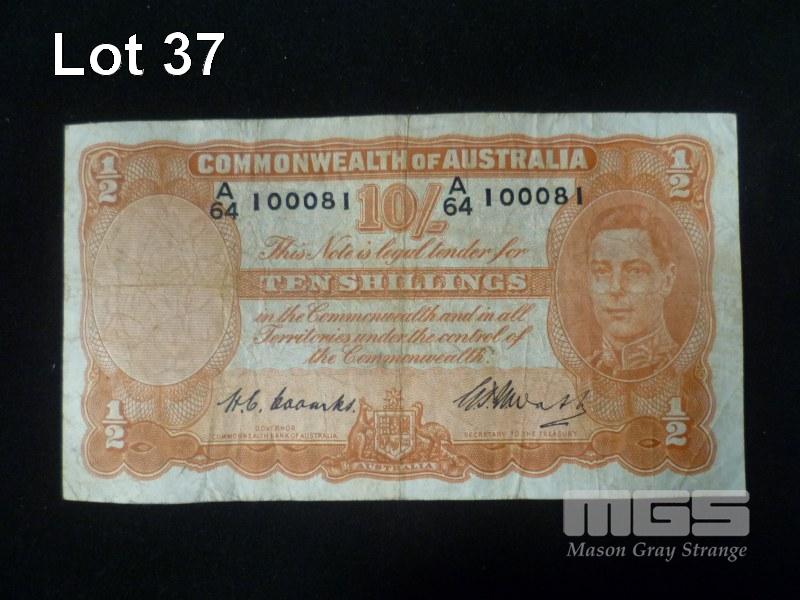 Lot 37
COMMONWEALTH OF AUSTRALIA
1/2 1/2
A/64 100081 10/- A/64 100081
This Note is legal tender for
TEN SHILLINGS
in the Commonwealth and in all
Territories under the control of
the Commonwealth.
1/2 1/2
GOVERNOR
COMMONWEALTH BANK OF AUSTRALIA.
SECRETARY TO THE TREASURY.
AUSTRALIA
MGS
Mason Gray Strange